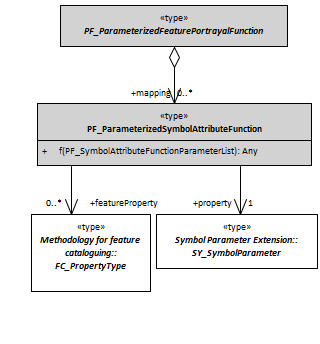 «type»
PF_ParameterizedFeaturePortrayalFunction
+mapping 0..*
«type»
PF_ParameterizedSymbolAttributeFunction
+ f(PF_SymbolAttributeFunctionParameterList): Any
0..* +featureProperty
+property 1
«type»
Methodology for feature
cataloguing::
FC_PropertyType
«type»
Symbol Parameter Extension::
SY_SymbolParameter